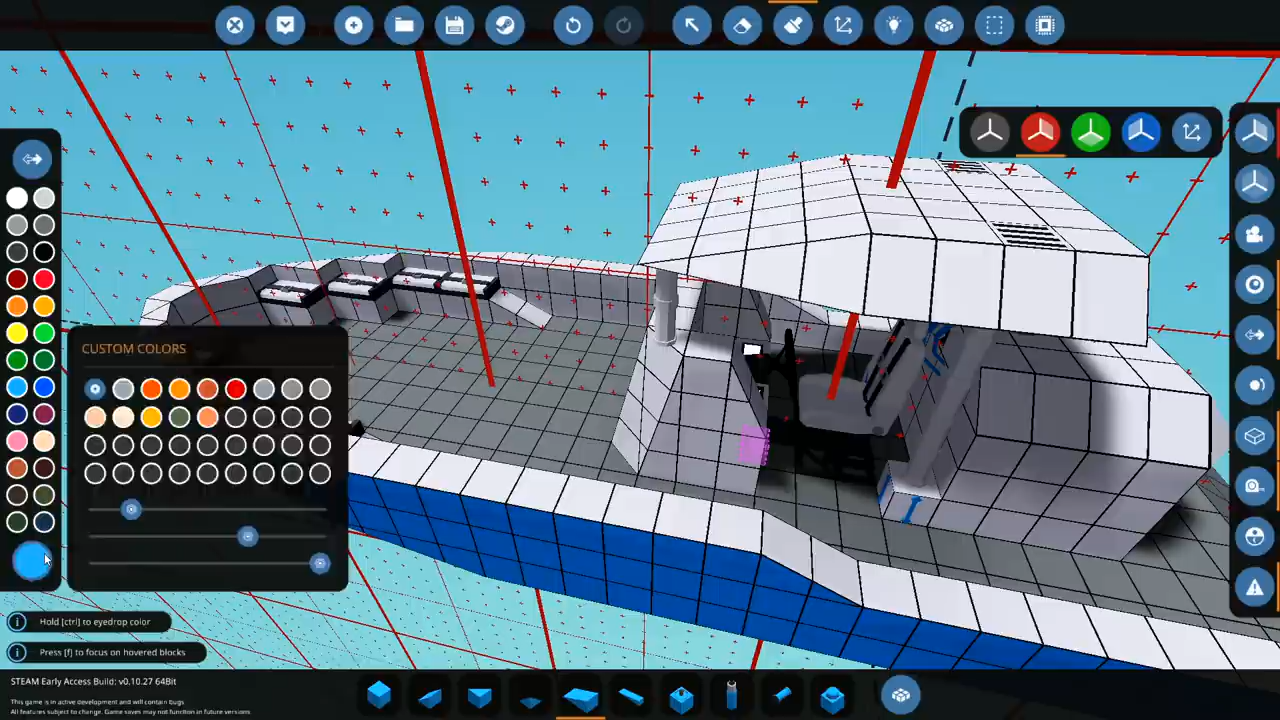 CUSTOM COLORS
Hold [ctrl] to eyedrop color
Press [f] to focus on hovered blocks
STEAM Early Access Build: v0.10.27 64Bit
This game is in active development and will contain bugs
All features subject to change. Game saves may not function in future versions